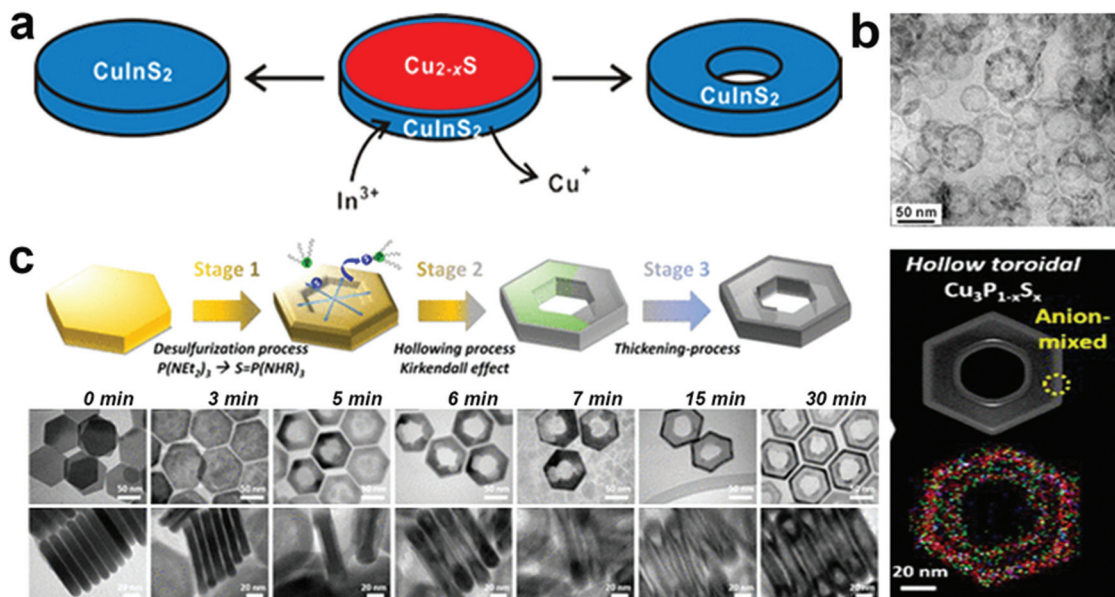 a
CuInS₂
Cu₂₋ₓS
CuInS₂
In³⁺
Cu⁺
CuInS₂
b
50 nm
c
Stage 1
Stage 2
Stage 3
Desulfurization process
P(NEt₂)₃ → S=P(NHR)₃
Hollowing process
Kirkendall effect
Thickening-process
0 min
3 min
5 min
6 min
7 min
15 min
30 min
50 nm
50 nm
50 nm
50 nm
50 nm
50 nm
20 nm
20 nm
20 nm
20 nm
20 nm
20 nm
20 nm
Hollow toroidal
Cu₃P₁₋ₓSₓ
Anion-
mixed
20 nm